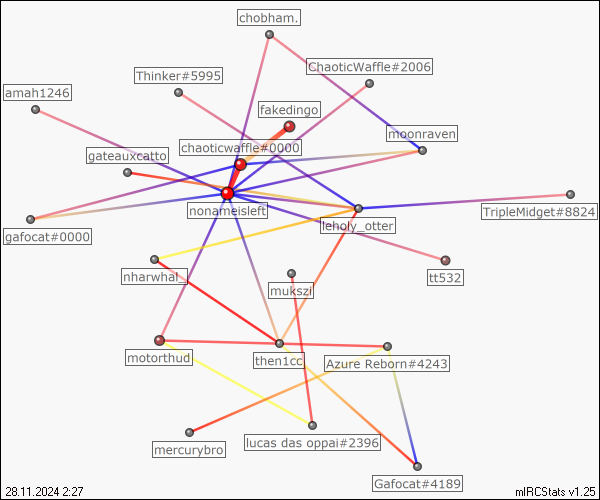 chobham.
ChaoticWaffle#2006
Thinker#5995
amah1246
fakedingo
moonraven
chaoticwaffle#0000
gateauxcatto
nonameisleft
TripleMidget#8824
leholy_otter
gafocat#0000
nharwhal_
tt532
mukszi
motorthud
then1cc
Azure Reborn#4243
lucas das oppai#2396
mercurybro
Gafocat#4189
28.11.2024 2:27
mIRCStats v1.25